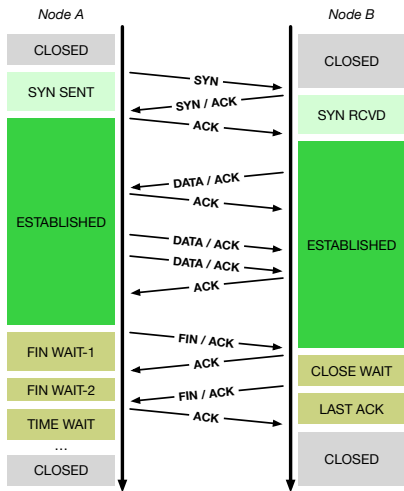 Node A
Node B
CLOSED
CLOSED
SYN
SYN SENT
SYN / ACK
SYN RCVD
ACK
DATA / ACK
ACK
ESTABLISHED
ESTABLISHED
DATA / ACK
DATA / ACK
ACK
FIN / ACK
FIN WAIT-1
ACK
CLOSE WAIT
FIN WAIT-2
FIN / ACK
LAST ACK
ACK
TIME WAIT
...
CLOSED
CLOSED